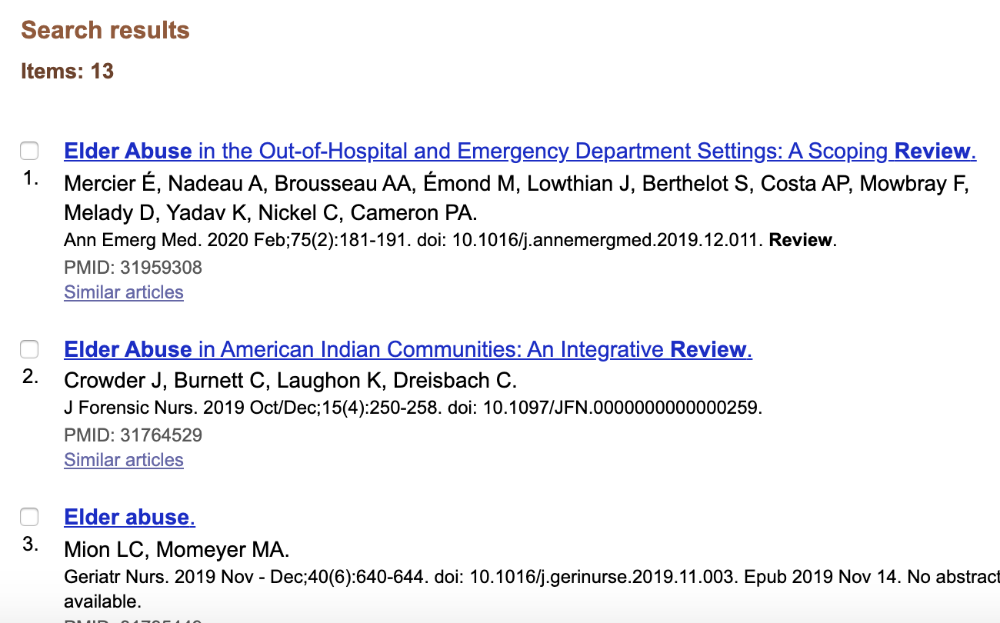 Search results
Items: 13
Elder Abuse in the Out-of-Hospital and Emergency Department Settings: A Scoping Review.
1.
Mercier É, Nadeau A, Brousseau AA, Émond M, Lowthian J, Berthelot S, Costa AP, Mowbray F,
Melady D, Yadav K, Nickel C, Cameron PA.
Ann Emerg Med. 2020 Feb;75(2):181-191. doi: 10.1016/j.annemergmed.2019.12.011. Review.
PMID: 31959308
Similar articles
Elder Abuse in American Indian Communities: An Integrative Review.
2.
Crowder J, Burnett C, Laughon K, Dreisbach C.
J Forensic Nurs. 2019 Oct/Dec;15(4):250-258. doi: 10.1097/JFN.0000000000000259.
PMID: 31764529
Similar articles
Elder abuse.
3.
Mion LC, Momeyer MA.
Geriatr Nurs. 2019 Nov - Dec;40(6):640-644. doi: 10.1016/j.gerinurse.2019.11.003. Epub 2019 Nov 14. No abstract
available.